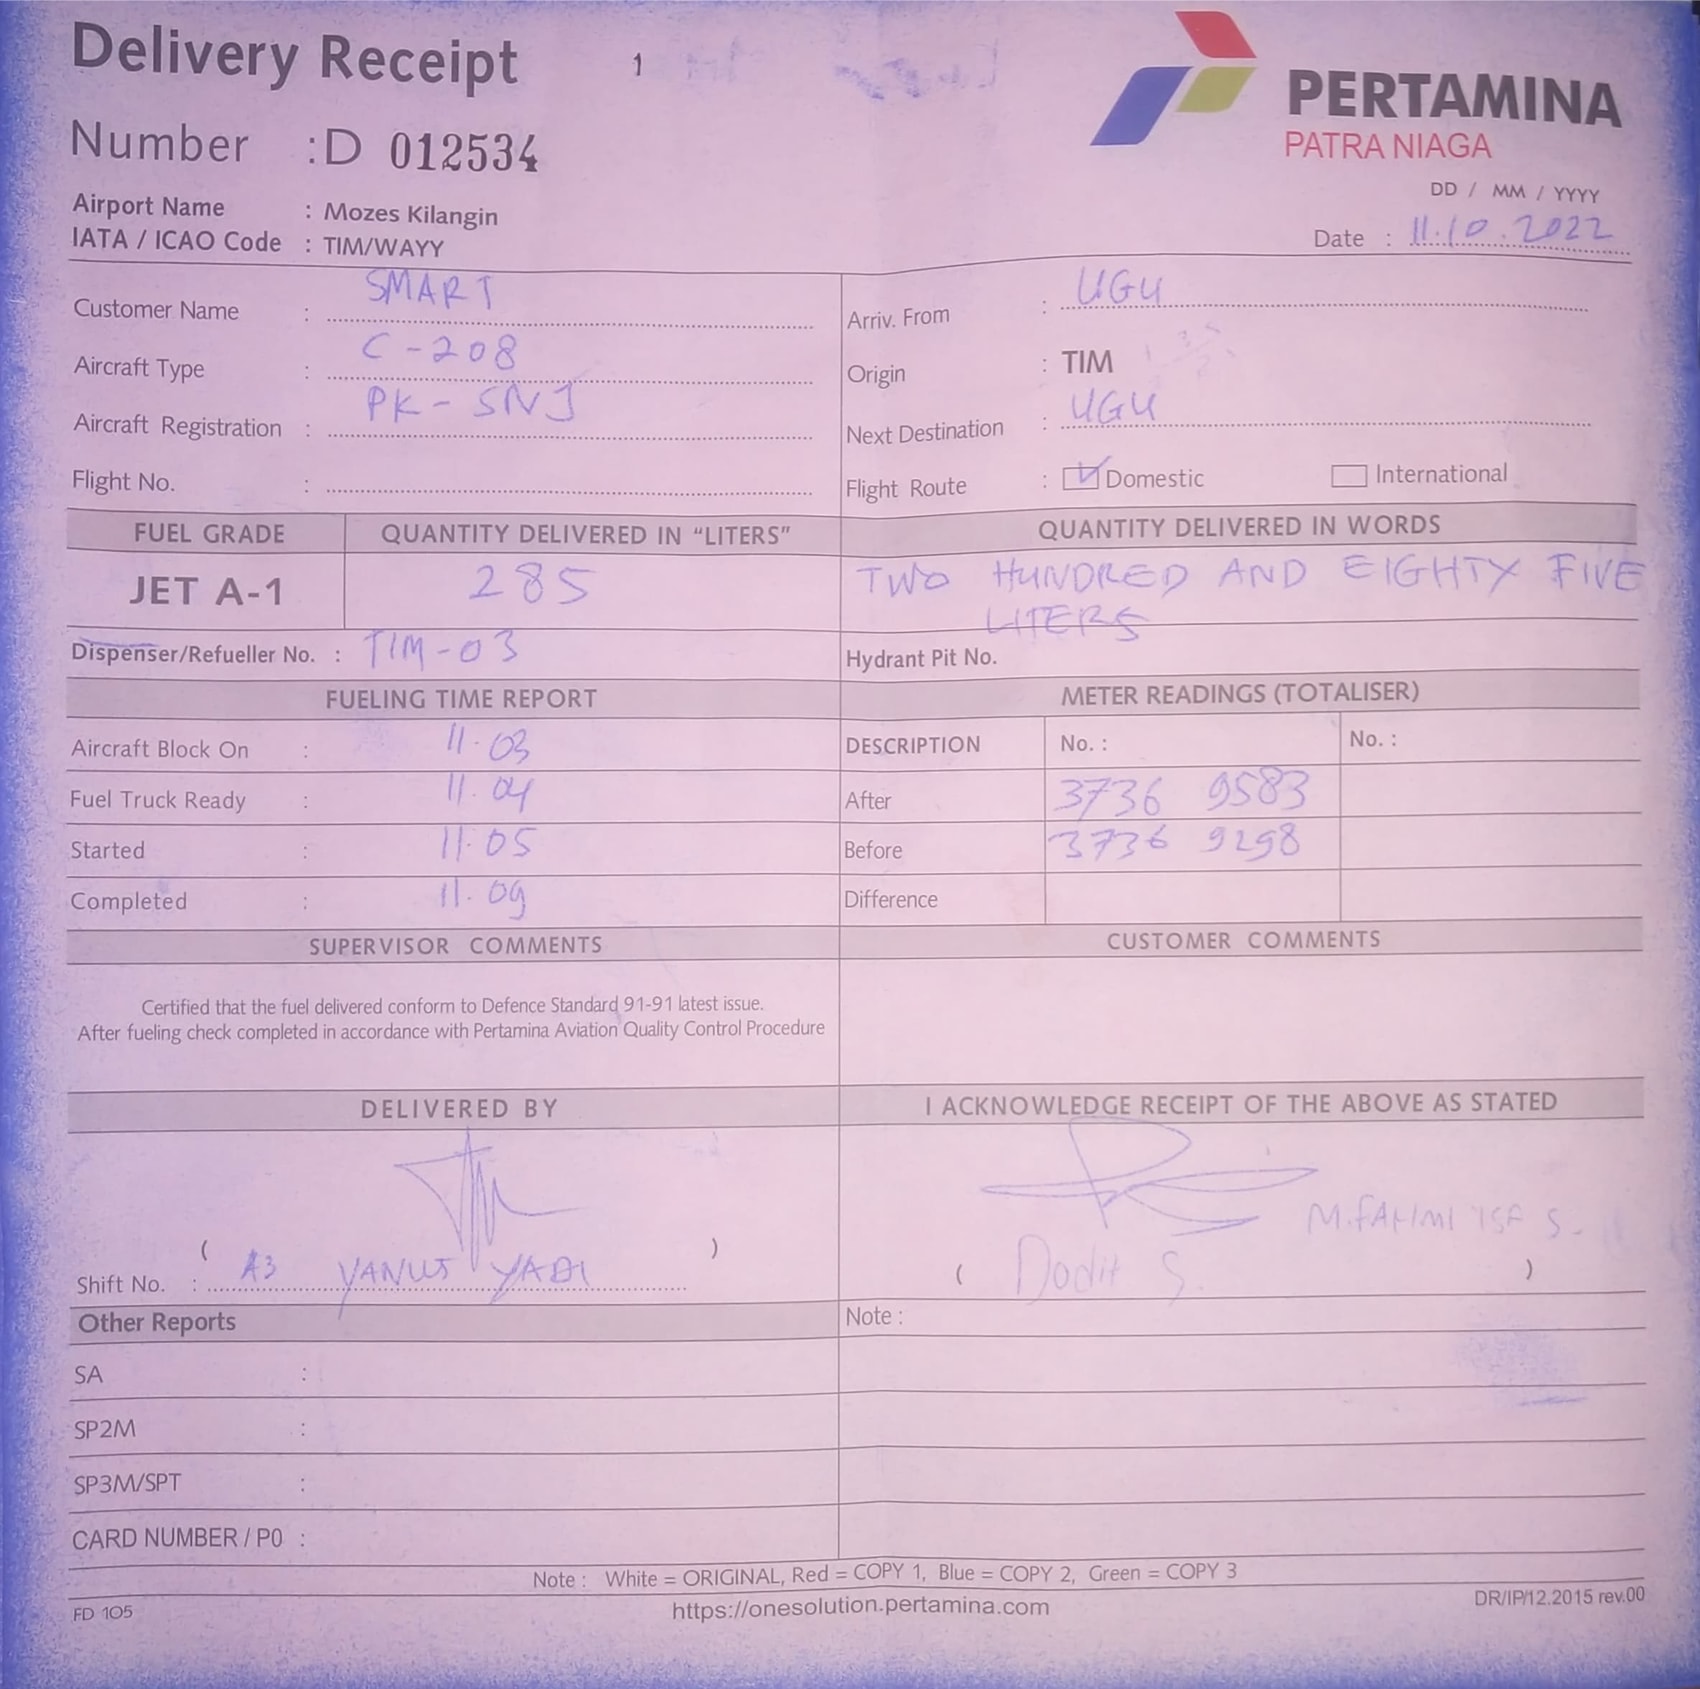 Delivery Receipt 1
PERTAMINA
PATRA NIAGA
Number : D 012534
DD / MM / YYYY
Airport Name : Mozes Kilangin
Date : 11.10.2022
IATA / ICAO Code : TIM/WAYY
Customer Name : SMART
Arriv. From : UGU
Aircraft Type : C-208
Origin : TIM
Aircraft Registration : PK-SNJ
Next Destination : UGU
Flight No. :
Flight Route : Domestic International
FUEL GRADE QUANTITY DELIVERED IN "LITERS" QUANTITY DELIVERED IN WORDS
JET A-1 285 TWO HUNDRED AND EIGHTY FIVE
LITERS
Dispenser/Refueller No. : TIM-03 Hydrant Pit No.
FUELING TIME REPORT METER READINGS (TOTALISER)
Aircraft Block On : 11.03 DESCRIPTION No. : No. :
Fuel Truck Ready : 11.04 After 3736 9583
Started : 11.05 Before 3736 9298
Completed : 11.09 Difference
SUPERVISOR COMMENTS CUSTOMER COMMENTS
Certified that the fuel delivered conform to Defence Standard 91-91 latest issue.
After fueling check completed in accordance with Pertamina Aviation Quality Control Procedure
DELIVERED BY I ACKNOWLEDGE RECEIPT OF THE ABOVE AS STATED
M.FAHMI S.
( ) 
Shift No. : A3 YANUS YADI ( Dodit S. )
Other Reports Note :
SA :
SP2M :
SP3M/SPT :
CARD NUMBER / P0 :
Note : White = ORIGINAL, Red = COPY 1, Blue = COPY 2, Green = COPY 3
FD 105 https://onesolution.pertamina.com DR/IP/12.2015 rev.00